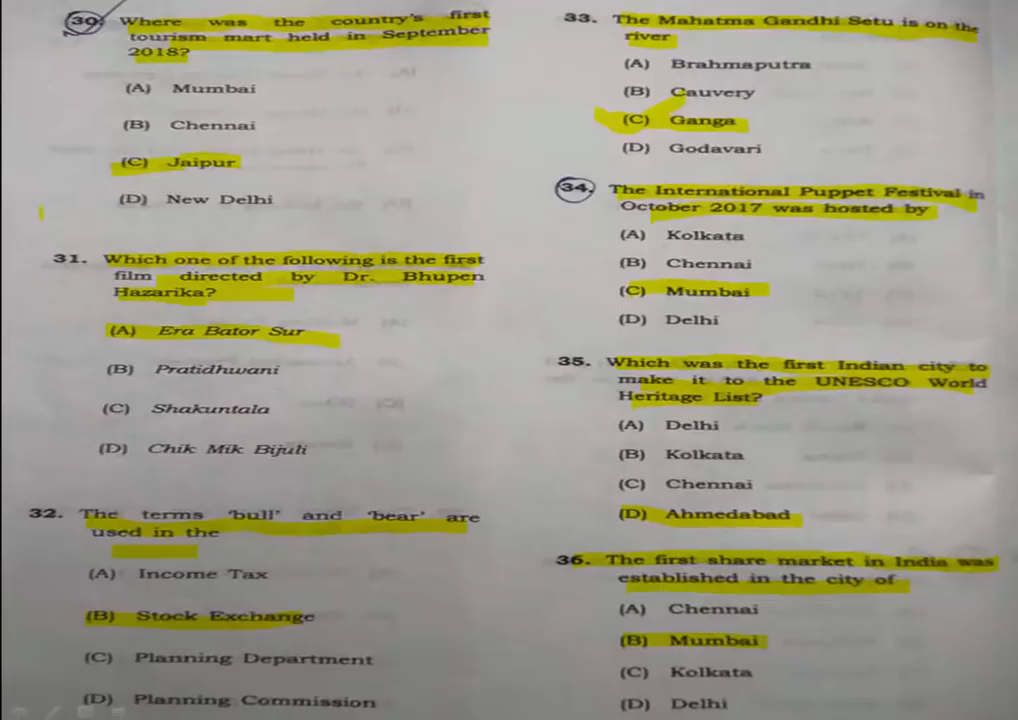 30. Where was the country's first
tourism mart held in September
2018?
(A) Mumbai
(B) Chennai
(C) Jaipur
(D) New Delhi
31. Which one of the following is the first
film directed by Dr. Bhupen
Hazarika?
(A) Era Bator Sur
(B) Pratidhwani
(C) Shakuntala
(D) Chik Mik Bijuli
32. The terms 'bull' and 'bear' are
used in the
(A) Income Tax
(B) Stock Exchange
(C) Planning Department
(D) Planning Commission
33. The Mahatma Gandhi Setu is on the
river
(A) Brahmaputra
(B) Cauvery
(C) Ganga
(D) Godavari
34. The International Puppet Festival in
October 2017 was hosted by
(A) Kolkata
(B) Chennai
(C) Mumbai
(D) Delhi
35. Which was the first Indian city to
make it to the UNESCO World
Heritage List?
(A) Delhi
(B) Kolkata
(C) Chennai
(D) Ahmedabad
36. The first share market in India was
established in the city of
(A) Chennai
(B) Mumbai
(C) Kolkata
(D) Delhi